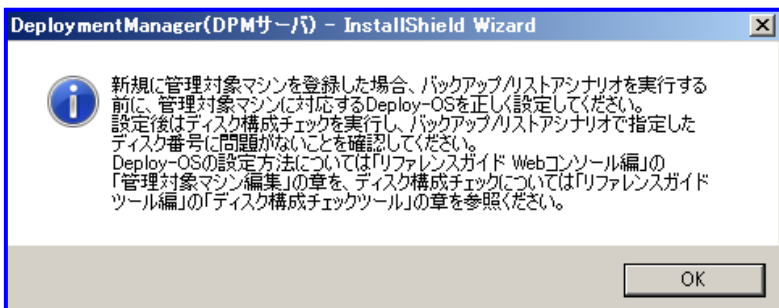 DeploymentManager(DPMサーバ) - InstallShield Wizard
新規に管理対象マシンを登録した場合、バックアップ/リストアシナリオを実行する
前に、管理対象マシンに対応するDeploy-OSを正しく設定してください。
設定後はディスク構成チェックを実行し、バックアップ/リストアシナリオで指定した
ディスク番号に問題がないことを確認してください。
Deploy-OSの設定方法については「リファレンスガイド Webコンソール編」の
「管理対象マシン編集」の章を、ディスク構成チェックについては「リファレンスガイド
ツール編」の「ディスク構成チェックツール」の章を参照ください。
OK